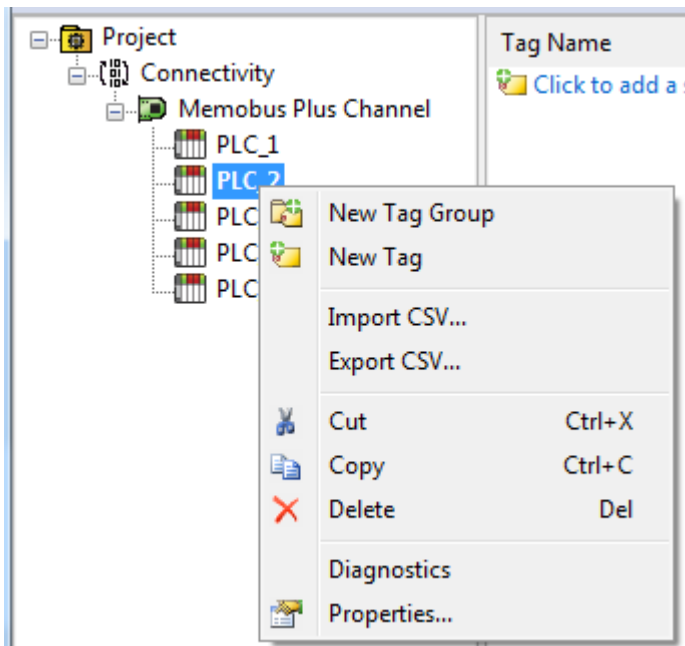 Project
Connectivity
Memobus Plus Channel
PLC_1
PLC_2
PLC
PLC
PLC
Tag Name
Click to add a
New Tag Group
New Tag
Import CSV...
Export CSV...
Cut Ctrl+X
Copy Ctrl+C
Delete Del
Diagnostics
Properties...